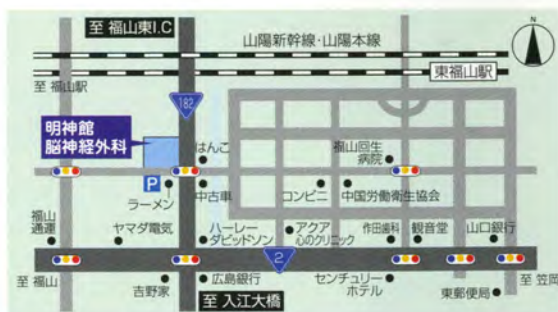 至 福山東I.C
山陽新幹線・山陽本線
N
至 福山駅
東福山駅
182
明神館
脳神経外科
はんこ
福山回生
病院
P
ラーメン
中古車
コンビニ
中国労働衛生協会
福山
通運
ヤマダ電気
ハーレー
ダビッドソン
アクア
心のクリニック
作田歯科
観音堂
山口銀行
2
至 福山
吉野家
広島銀行
センチュリー
ホテル
至 笠岡
東郵便局
至 入江大橋